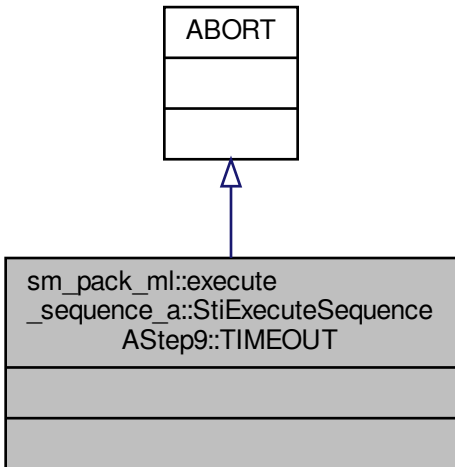 ABORT
sm_pack_ml::execute
_sequence_a::StiExecuteSequence
AStep9::TIMEOUT